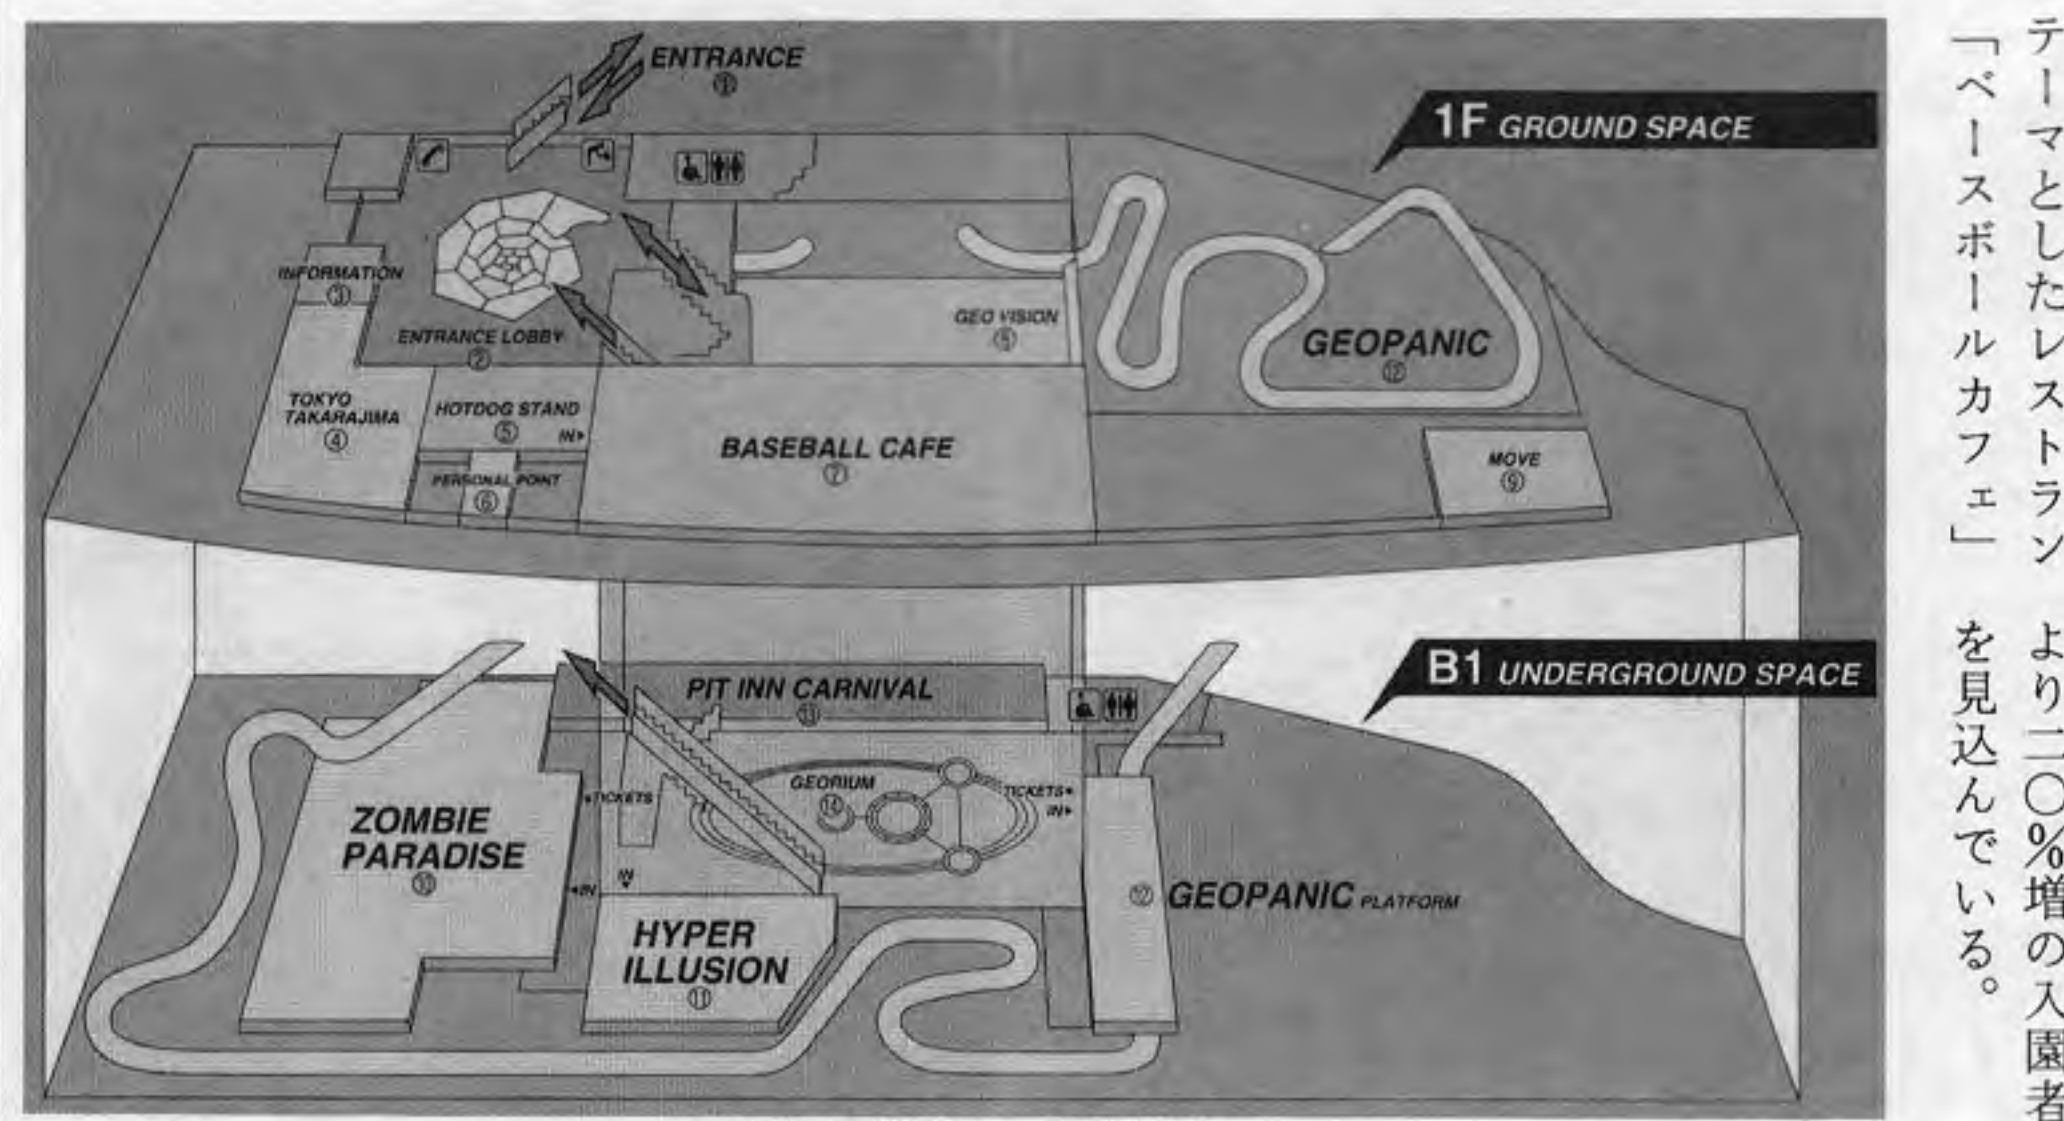 ENTRANCE
①
1F GROUND SPACE
INFORMATION
③
ENTRANCE LOBBY
②
GEO VISION
GEOPANIC
⑫
TOKYO
TAKARAJIMA
④
HOTDOG STAND
⑤
IN
PERSONAL POINT
⑥
BASEBALL CAFE
⑦
MOVE
⑨
B1 UNDERGROUND SPACE
PIT INN CARNIVAL
⑬
GEORIUM
⑭
TICKETS
TICKETS
IN
ZOMBIE
PARADISE
⑩
IN
IN
HYPER
ILLUSION
⑪
⑫ GEOPANIC PLATFORM
テーマとしたレストラン
「ベースボールカフェ」
より二〇%増の入園者
を見込んでいる。